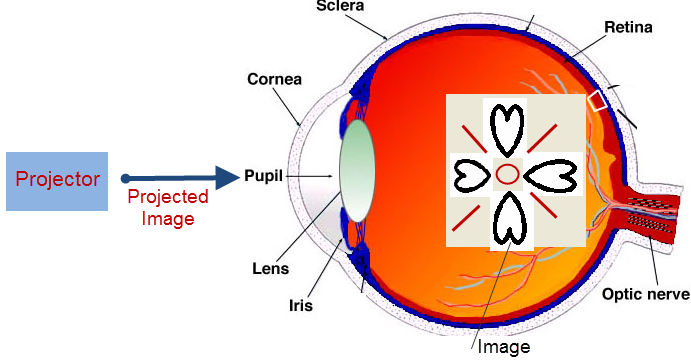 Sclera
Retina
Cornea
Projector
Pupil
Projected
Image
Lens
Iris
Optic nerve
Image